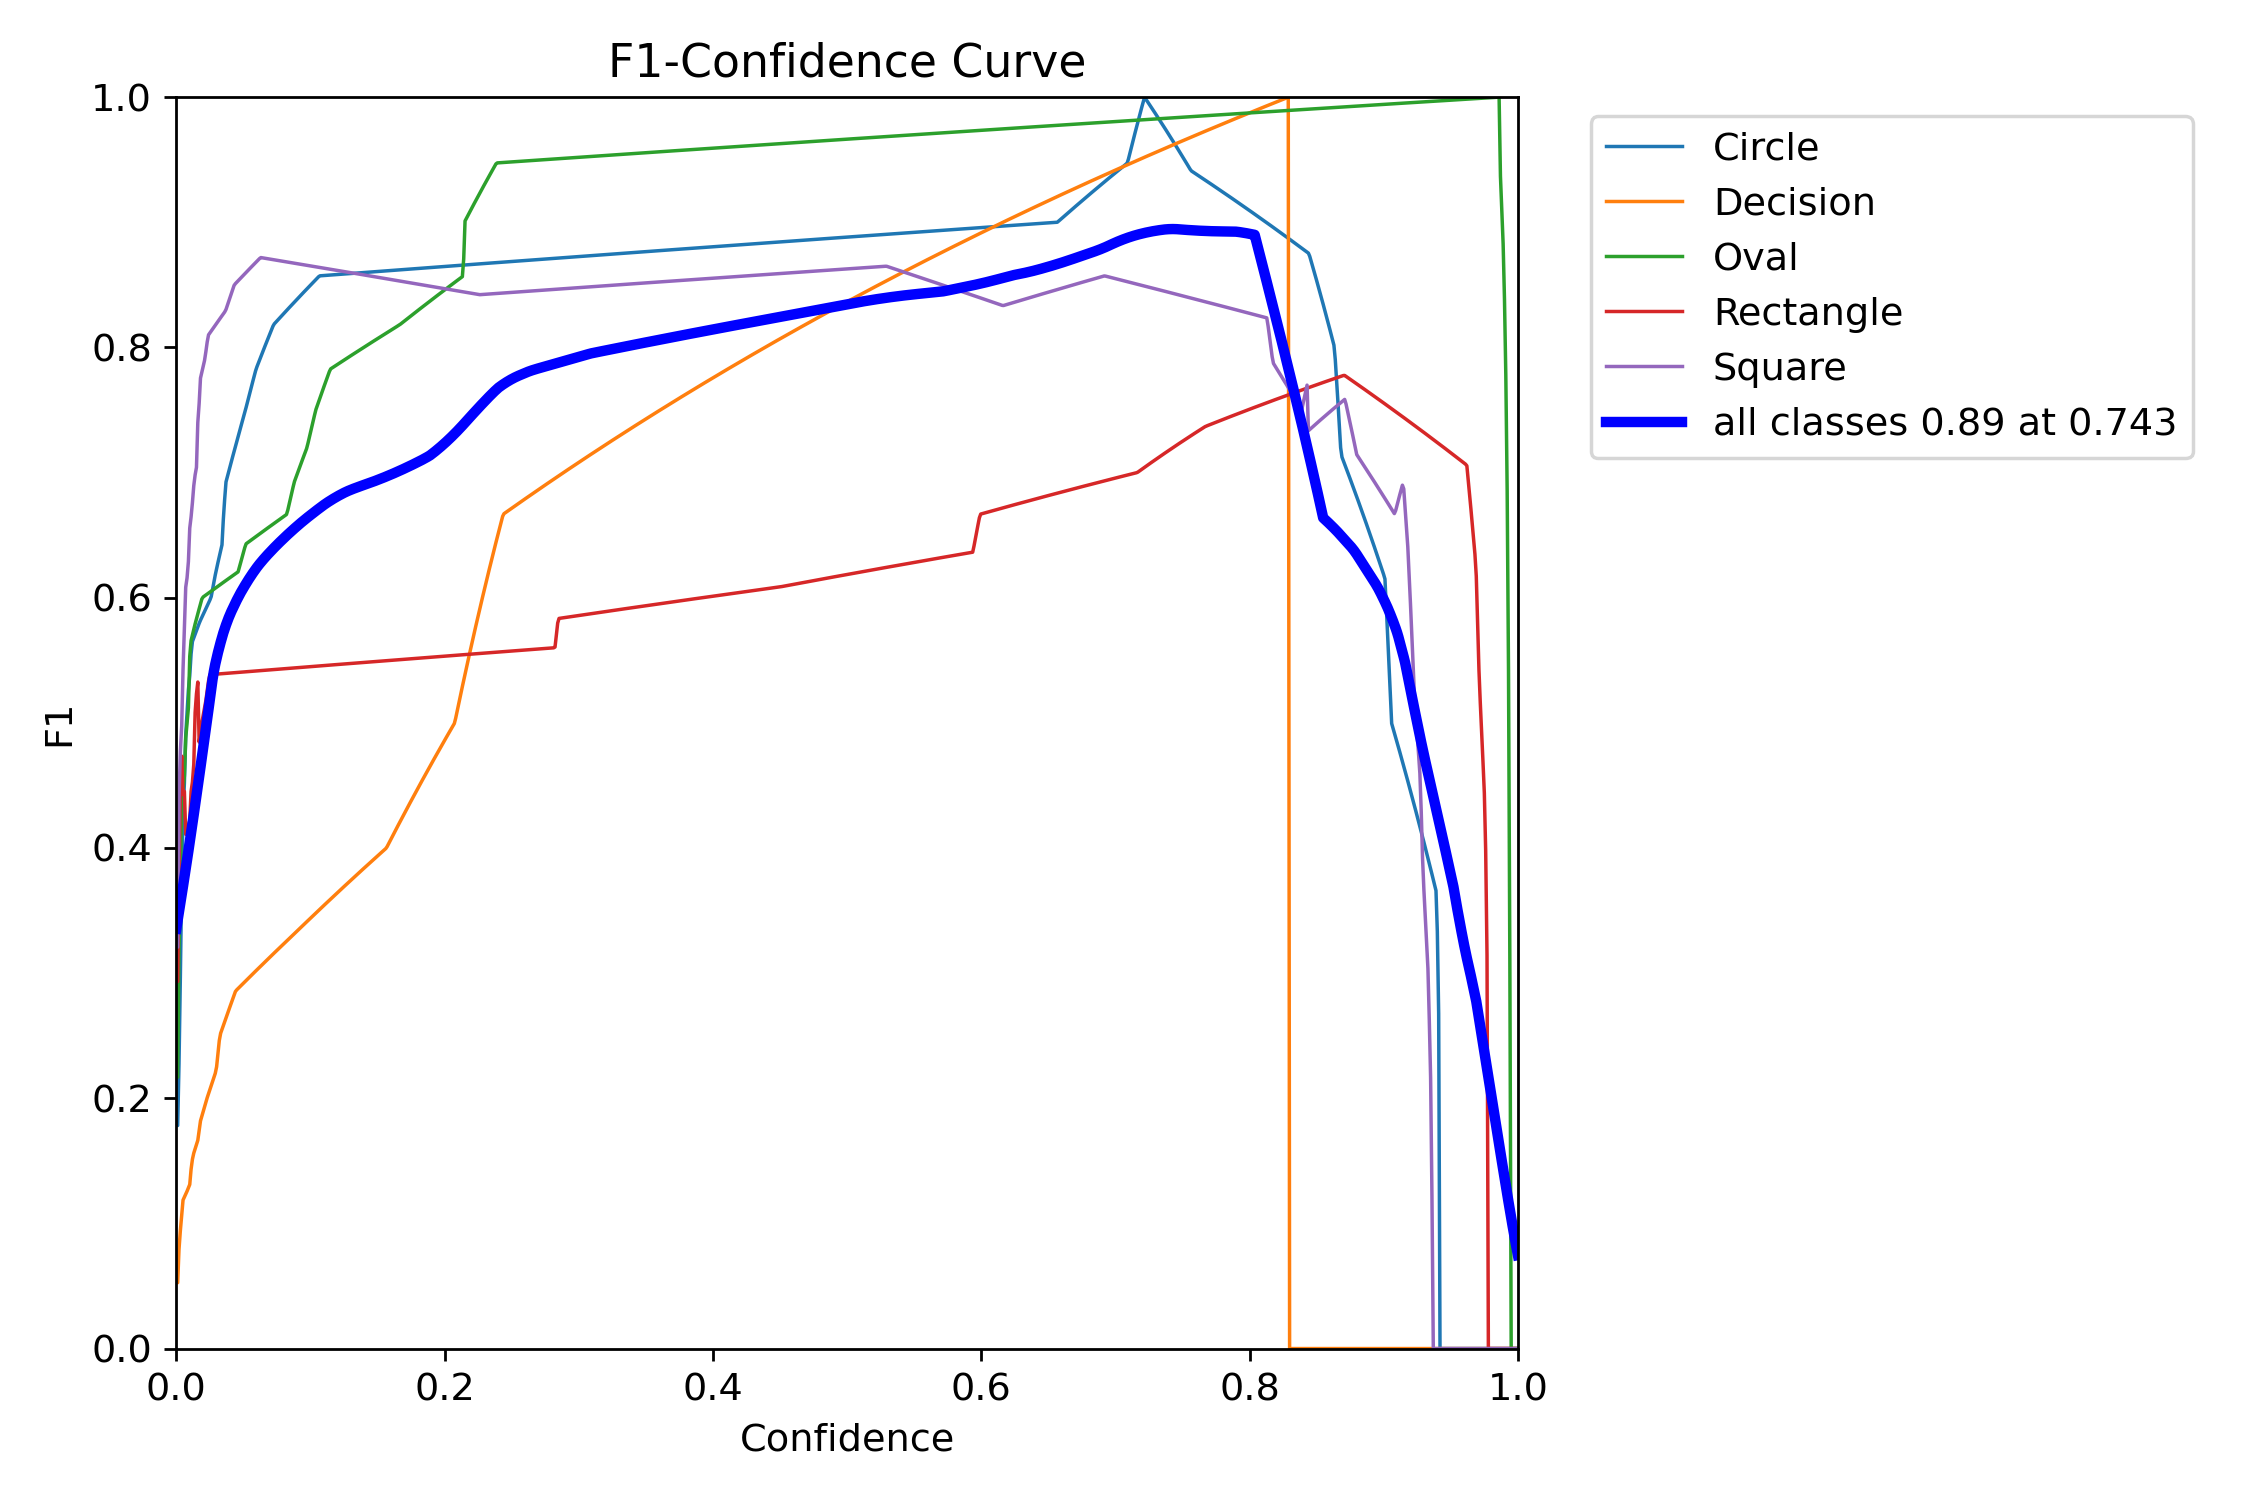 F1-Confidence Curve
1.0
0.8
0.6
0.4
0.2
0.0
F1
0.0 0.2 0.4 0.6 0.8 1.0
Confidence
Circle
Decision
Oval
Rectangle
Square
all classes 0.89 at 0.743